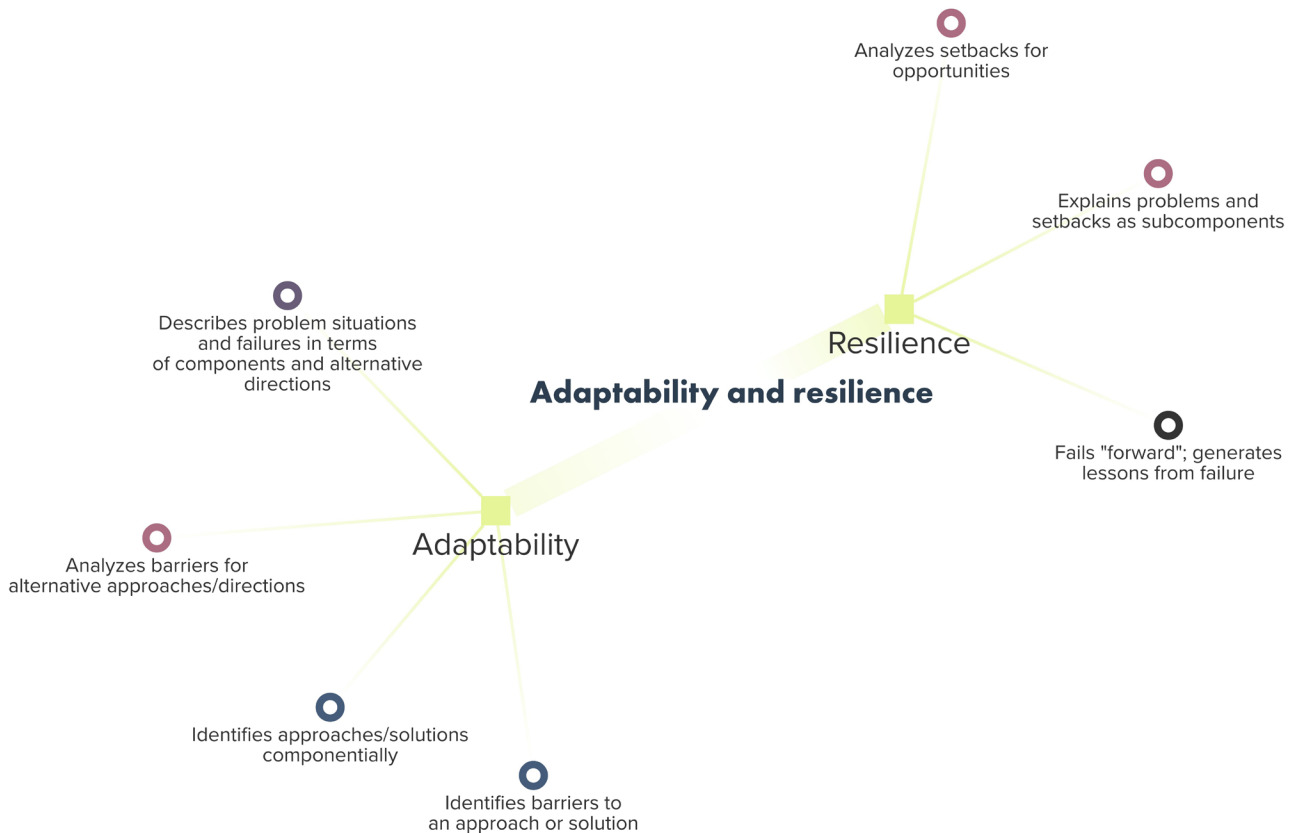 Analyzes setbacks for
opportunities
Explains problems and
setbacks as subcomponents
Describes problem situations
and failures in terms
of components and alternative
directions
Resilience
Adaptability and resilience
Fails "forward"; generates
lessons from failure
Adaptability
Analyzes barriers for
alternative approaches/directions
Identifies approaches/solutions
componentially
Identifies barriers to
an approach or solution